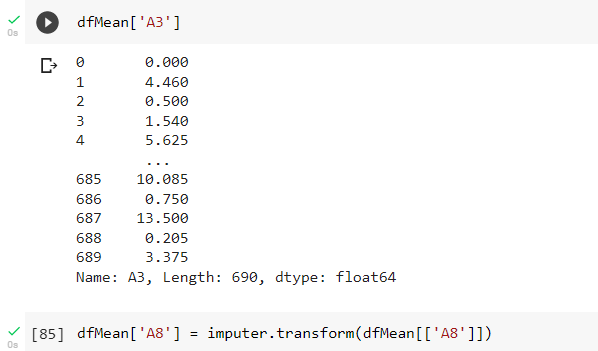 dfMean['A3']
0s
0 0.000
1 4.460
2 0.500
3 1.540
4 5.625
...
685 10.085
686 0.750
687 13.500
688 0.205
689 3.375
Name: A3, Length: 690, dtype: float64
[85] dfMean['A8'] = imputer.transform(dfMean[['A8']])
0s